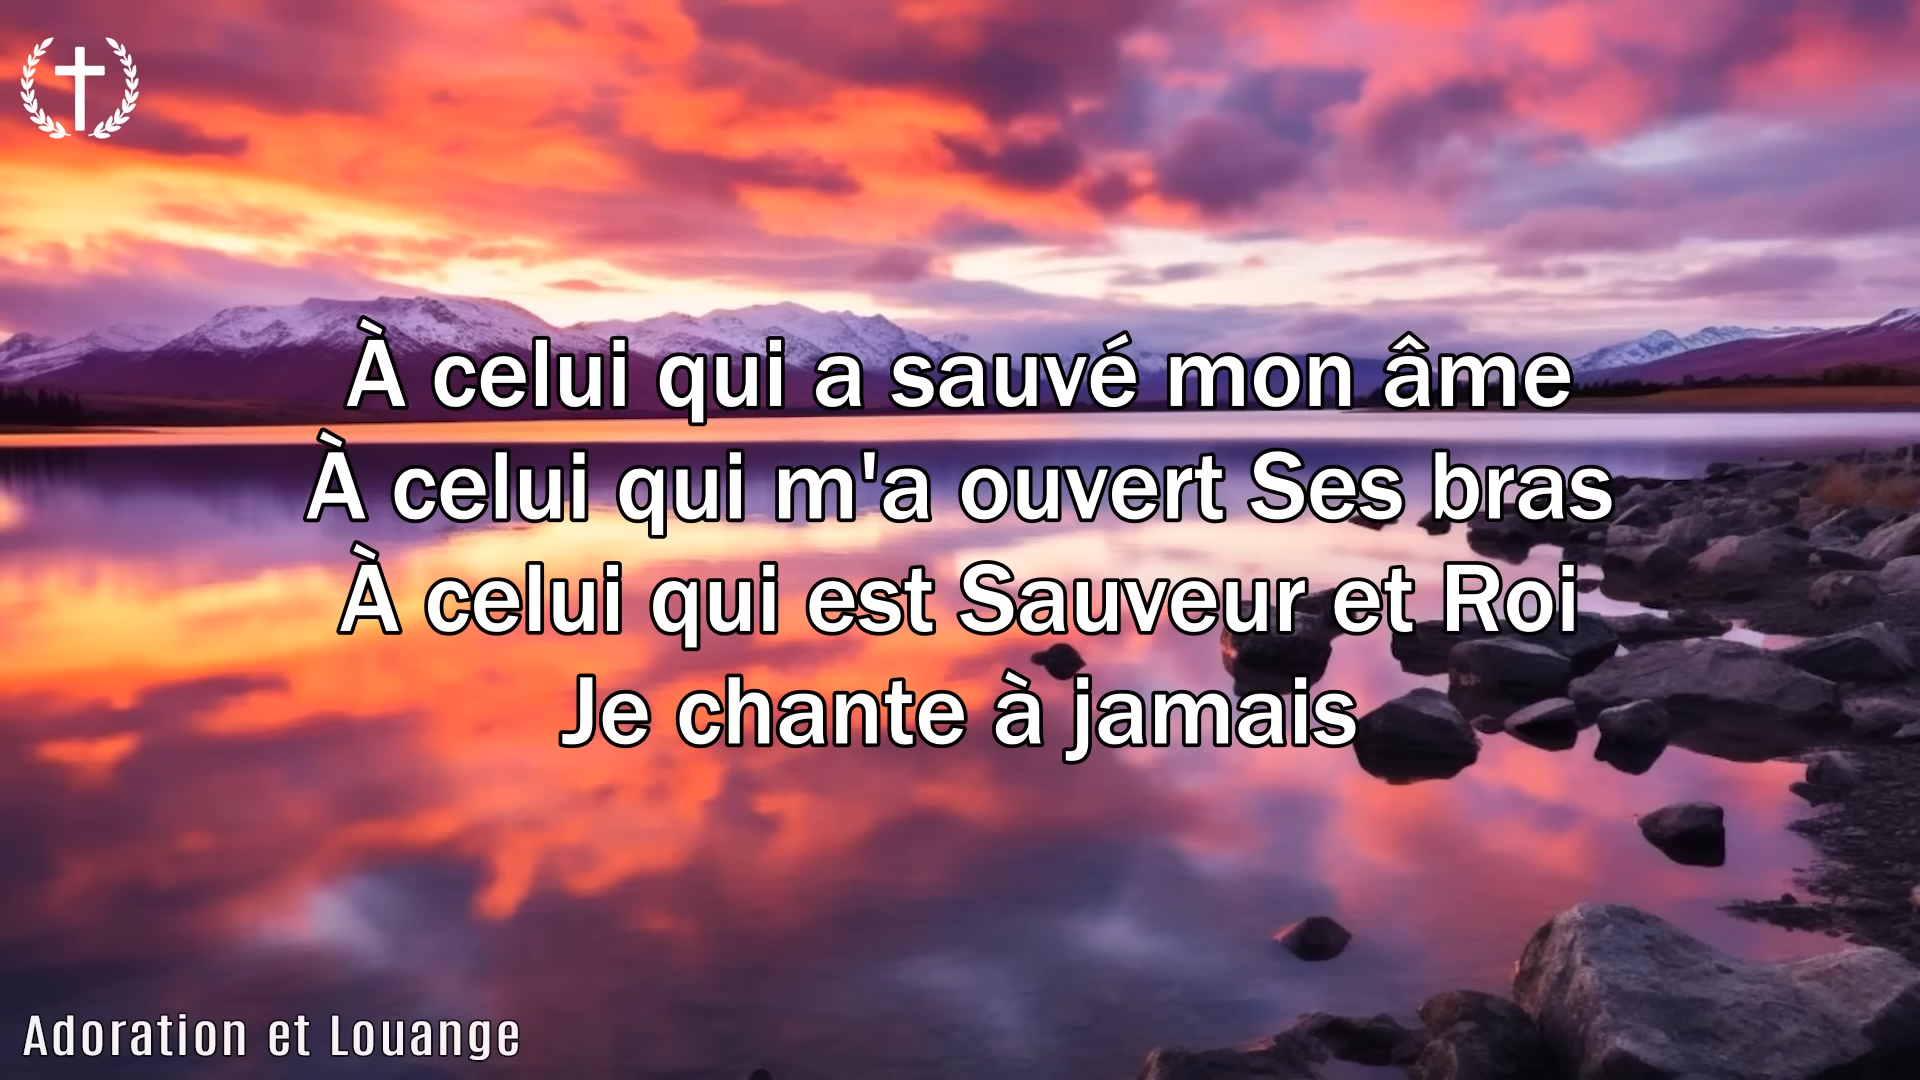 À celui qui a sauvé mon âme
À celui qui m'a ouvert Ses bras
À celui qui est Sauveur et Roi
Je chante à jamais
Adoration et Louange